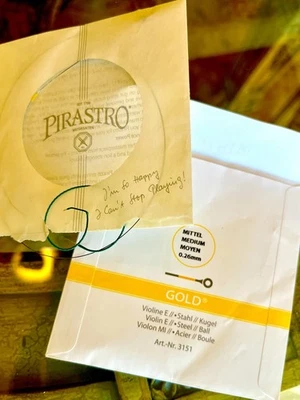 PIRASTRO®
I'm So Happy
I Can't Stop Playing!
MITTEL
MEDIUM
MOYEN
0.26mm
GOLD®
Violine E // • Stahl // Kugel
Violin E // • Steel // Ball
Violon MI // • Acier // Boule
Art.-Nr. 3151